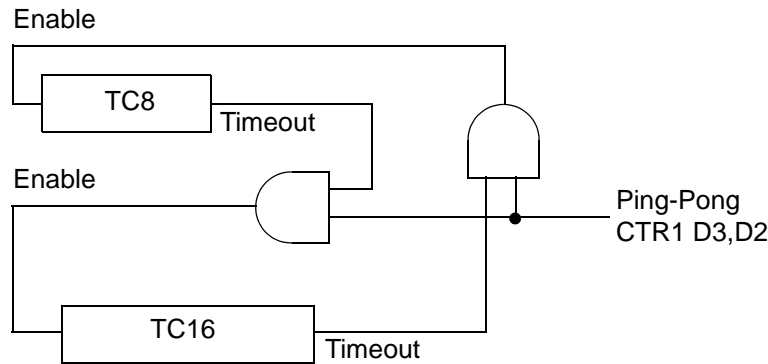 Enable
TC8
Timeout
Enable
Ping-Pong
CTR1 D3,D2
TC16
Timeout